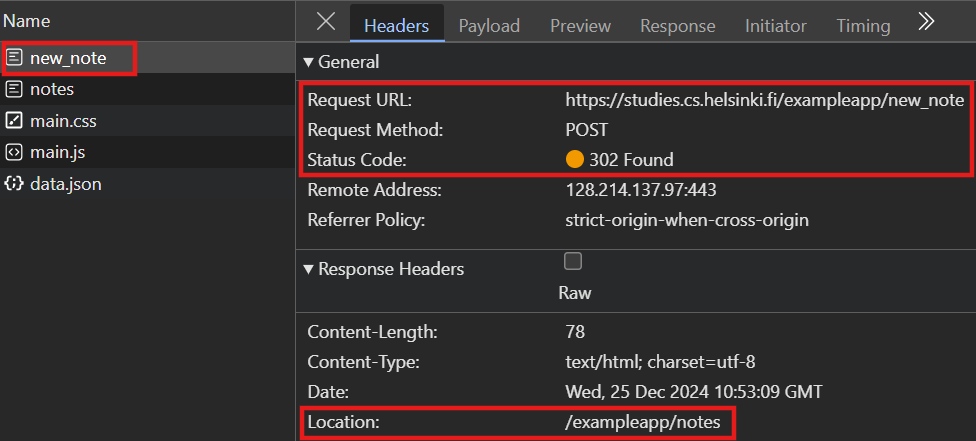 Name
new_note
notes
main.css
main.js
data.json
Headers Payload Preview Response Initiator Timing
General
Request URL: https://studies.cs.helsinki.fi/exampleapp/new_note
Request Method: POST
Status Code: 302 Found
Remote Address: 128.214.137.97:443
Referrer Policy: strict-origin-when-cross-origin
Response Headers
Raw
Content-Length: 78
Content-Type: text/html; charset=utf-8
Date: Wed, 25 Dec 2024 10:53:09 GMT
Location: /exampleapp/notes